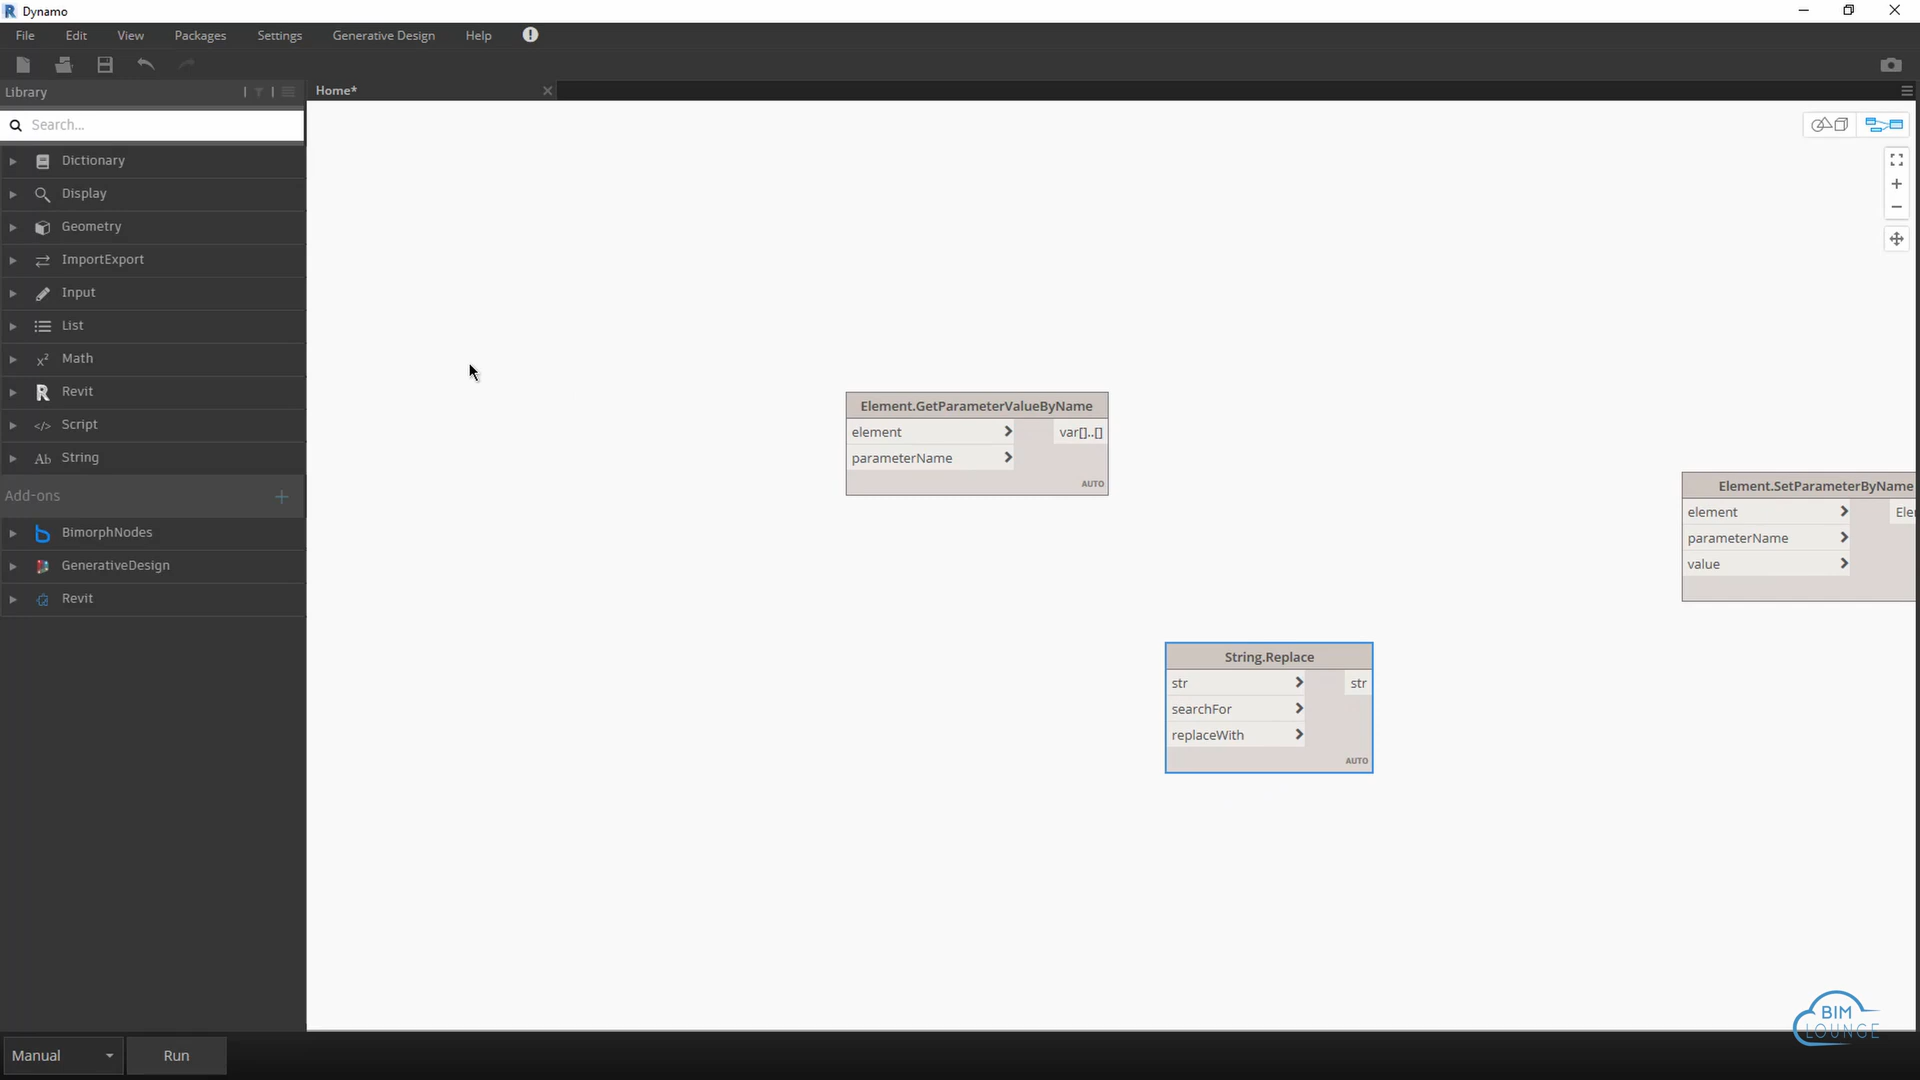 Dynamo
File Edit View Packages Settings Generative Design Help
Library
Home*
Search...
Dictionary
Display
Geometry
ImportExport
Input
List
Math
Revit
Script
String
Add-ons
BimorphNodes
GenerativeDesign
Revit
Element.GetParameterValueByName
element var[]..[]
parameterName
AUTO
Element.SetParameterByName
element Ele
parameterName
value
String.Replace
str str
searchFor
replaceWith
AUTO
BIM
LOUNGE
Manual Run